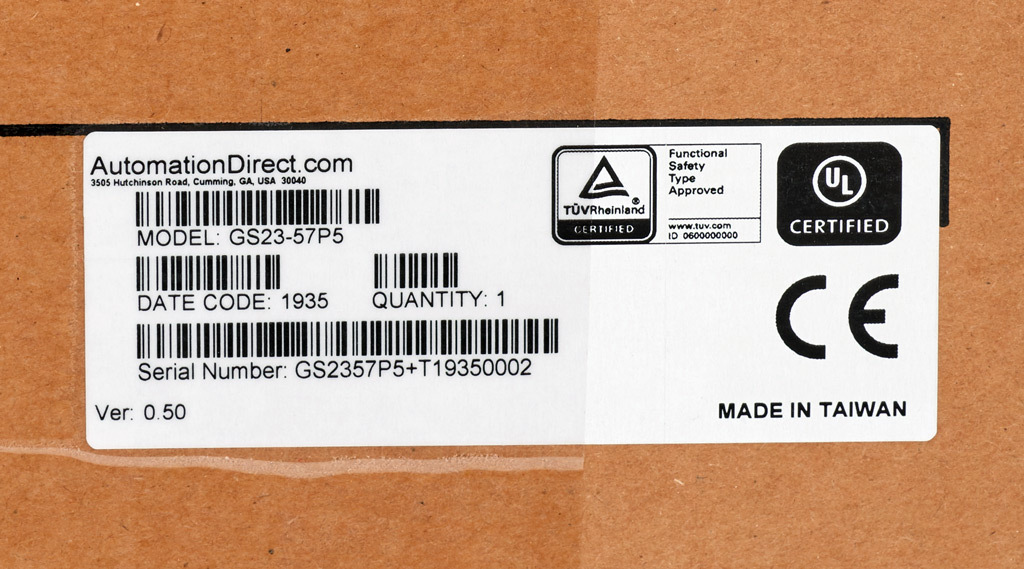 AutomationDirect.com
3505 Hutchinson Road, Cumming, GA, USA 30040
MODEL: GS23-57P5
DATE CODE: 1935
QUANTITY: 1
Serial Number: GS2357P5+T19350002
Ver: 0.50
TÜVRheinland®
CERTIFIED
Functional
Safety
Type
Approved
www.tuv.com
ID 0600000000
UL
CERTIFIED
CE
MADE IN TAIWAN